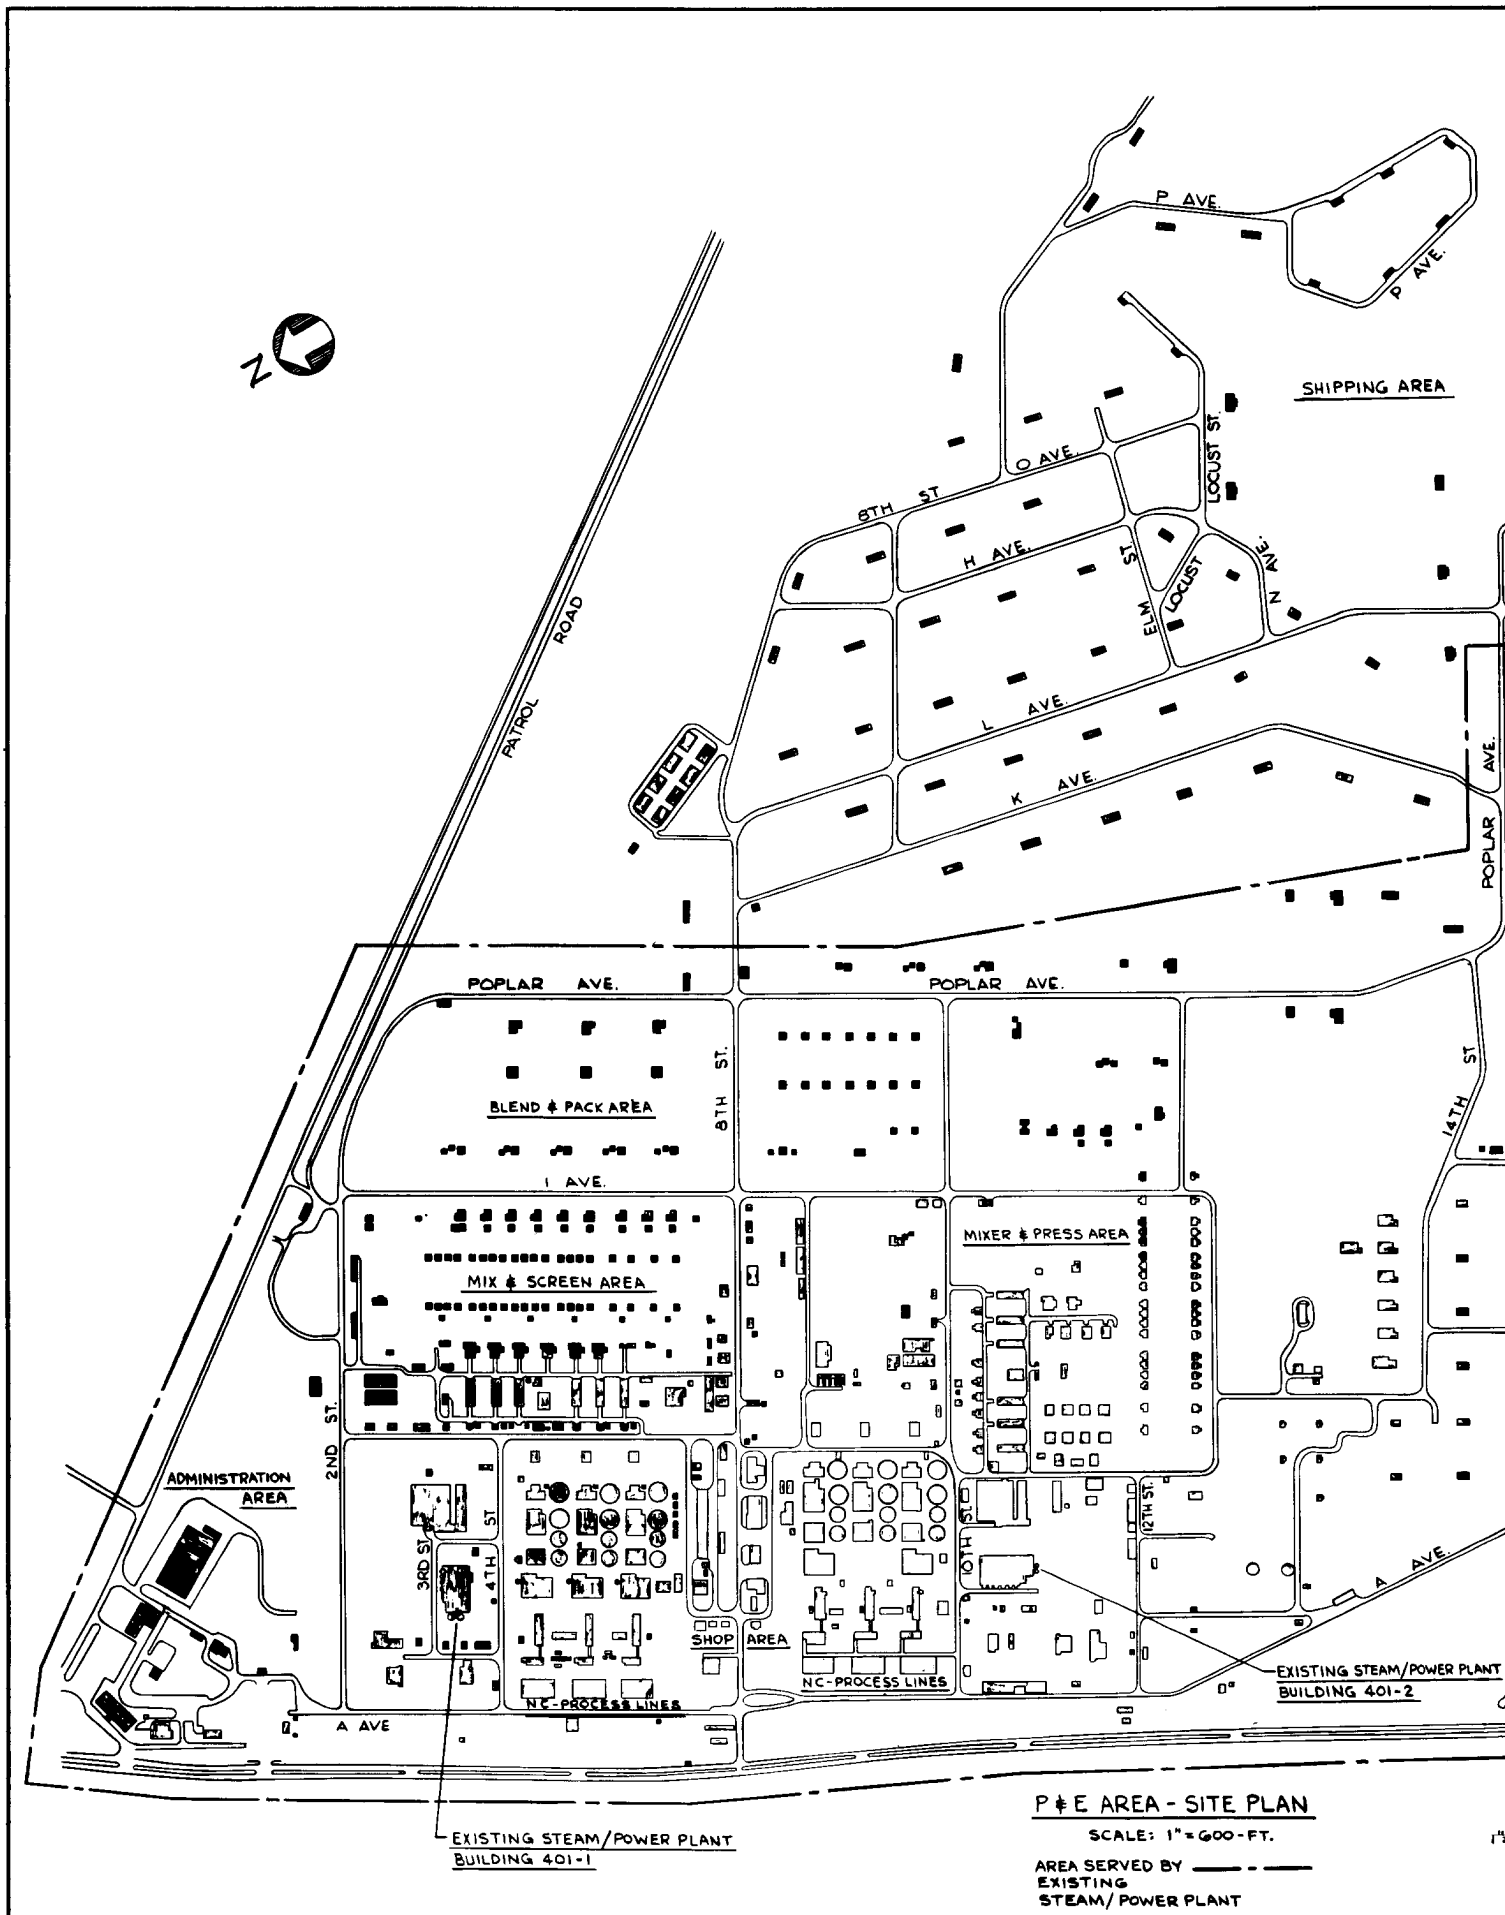 P AVE.
P AVE.
N
SHIPPING AREA
LOCUST ST.
O AVE.
8TH ST
H AVE.
ELM ST.
LOCUST
N AVE.
PATROL ROAD
L AVE.
K AVE.
POPLAR AVE.
POPLAR AVE.
POPLAR AVE.
8TH ST.
14TH ST
BLEND & PACK AREA
I AVE.
MIXER & PRESS AREA
MIX & SCREEN AREA
2ND ST.
ADMINISTRATION
AREA
3RD ST
4TH ST
10TH ST.
12TH ST.
A AVE.
SHOP AREA
NC-PROCESS LINES
NC-PROCESS LINES
A AVE
EXISTING STEAM/POWER PLANT
BUILDING 401-2
EXISTING STEAM/POWER PLANT
BUILDING 401-1
P & E AREA - SITE PLAN
SCALE: 1" = 600-FT.
AREA SERVED BY
EXISTING
STEAM/POWER PLANT